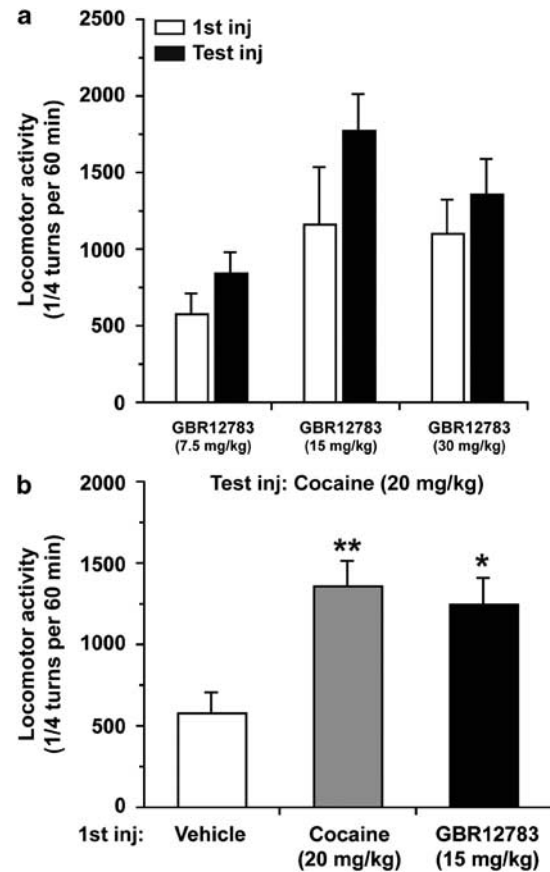 a
2500
1st inj
Test inj
2000
1500
1000
500
0
Locomotor activity
(1/4 turns per 60 min)
GBR12783 GBR12783 GBR12783
(7.5 mg/kg) (15 mg/kg) (30 mg/kg)
b
2000
Test inj: Cocaine (20 mg/kg)
** *
1500
1000
500
0
Locomotor activity
(1/4 turns per 60 min)
1st inj: Vehicle Cocaine GBR12783
(20 mg/kg) (15 mg/kg)